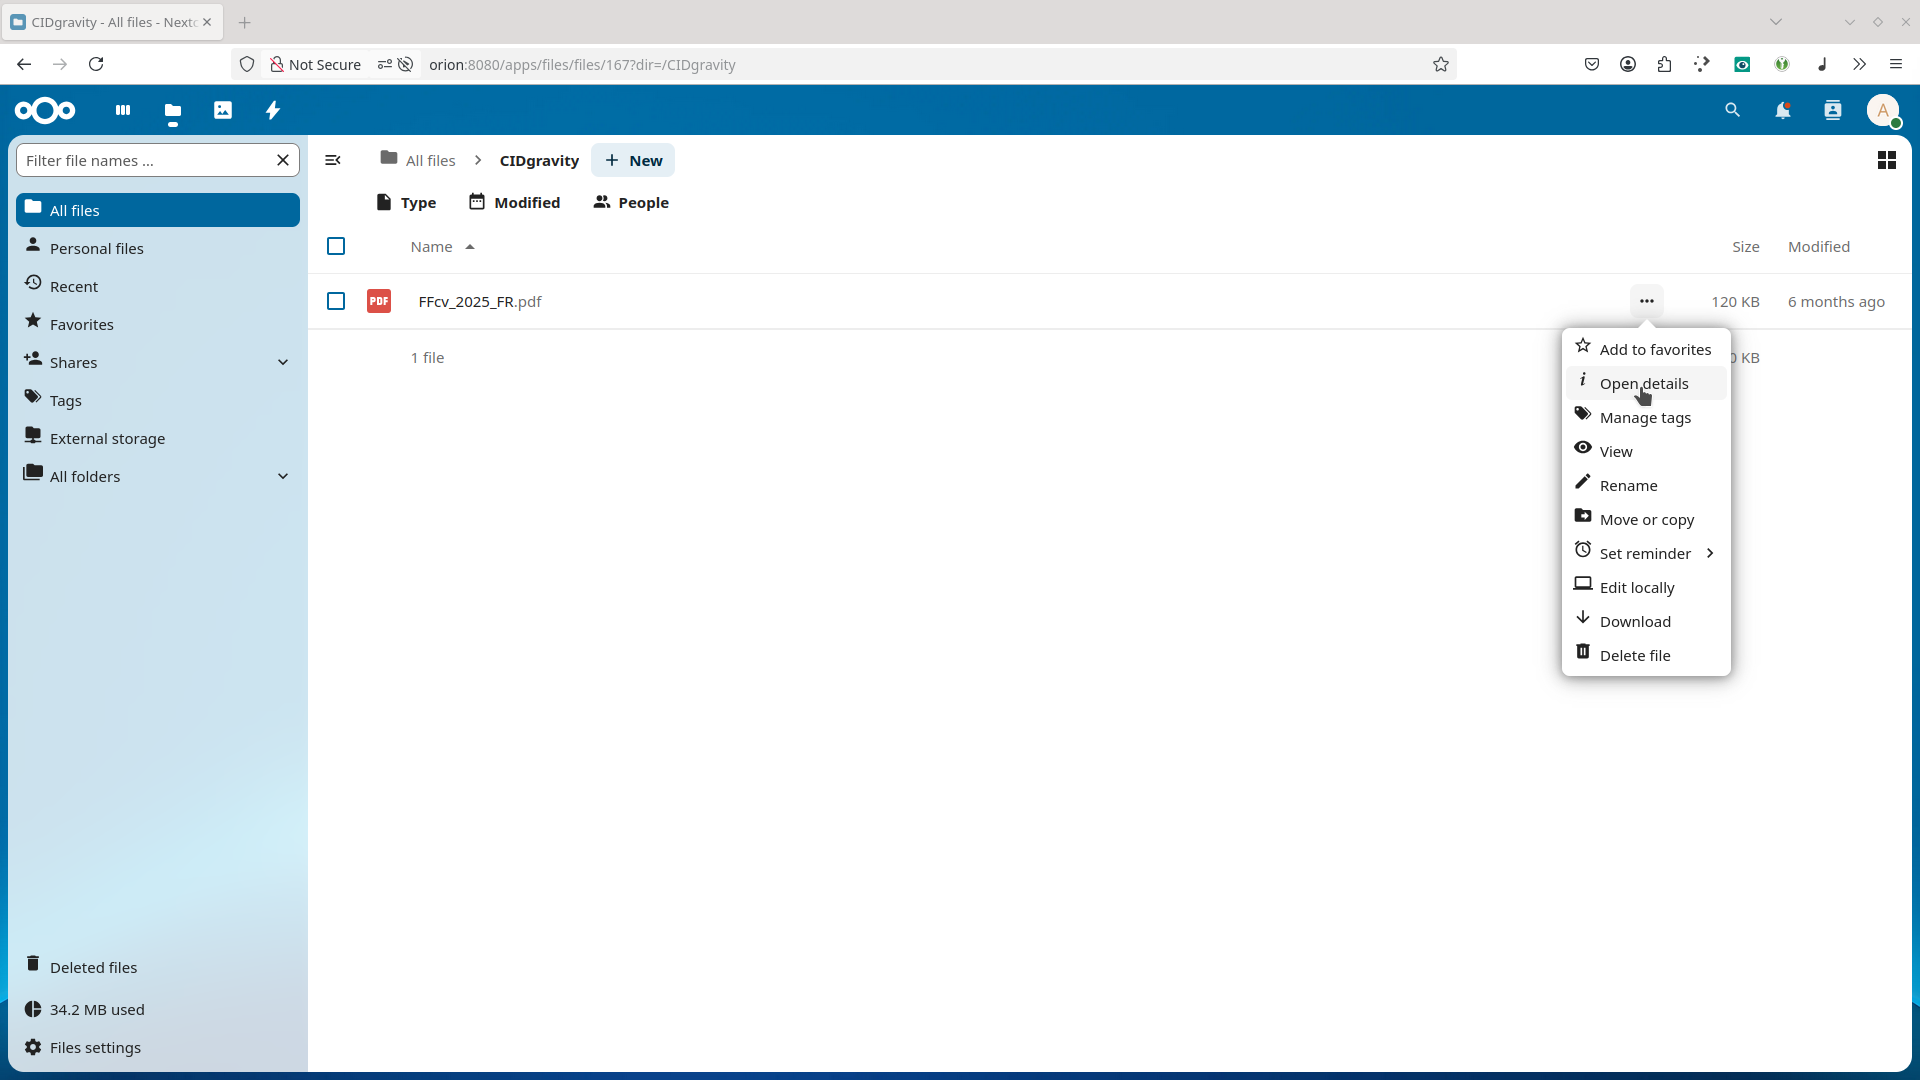 CIDgravity - All files - Nextc
Not Secure
orion:8080/apps/files/files/167?dir=/CIDgravity
A
Filter file names ...
All files
CIDgravity
New
Type
Modified
People
All files
Personal files
Recent
Favorites
Shares
Tags
External storage
All folders
Name
Size
Modified
PDF
FFcv_2025_FR.pdf
120 KB
6 months ago
1 file
0 KB
Add to favorites
Open details
Manage tags
View
Rename
Move or copy
Set reminder
Edit locally
Download
Delete file
Deleted files
34.2 MB used
Files settings